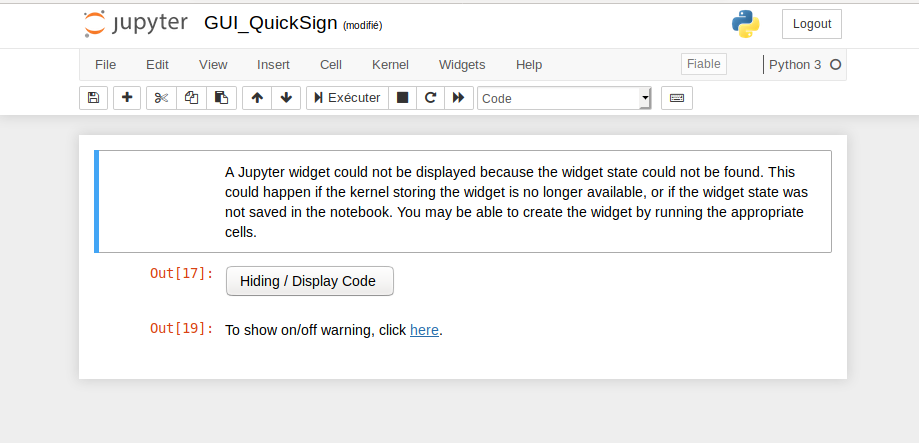 jupyter GUI_QuickSign (modifié) Logout
File Edit View Insert Cell Kernel Widgets Help Fiable Python 3
Exécuter Code
A Jupyter widget could not be displayed because the widget state could not be found. This
could happen if the kernel storing the widget is no longer available, or if the widget state was
not saved in the notebook. You may be able to create the widget by running the appropriate
cells.
Out[17]: Hiding / Display Code
Out[19]: To show on/off warning, click here.